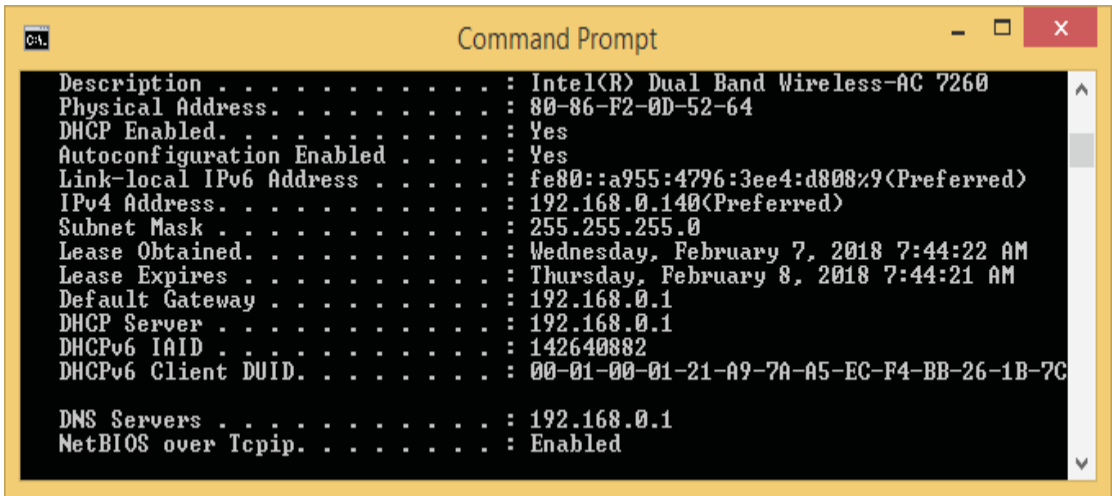 Command Prompt
Description . . . . . . . . . . . : Intel(R) Dual Band Wireless-AC 7260
Physical Address. . . . . . . . . : 80-86-F2-0D-52-64
DHCP Enabled. . . . . . . . . . . : Yes
Autoconfiguration Enabled . . . . : Yes
Link-local IPv6 Address . . . . . : fe80::a955:4796:3ee4:d808%9(Preferred)
IPv4 Address. . . . . . . . . . . : 192.168.0.140(Preferred)
Subnet Mask . . . . . . . . . . . : 255.255.255.0
Lease Obtained. . . . . . . . . . : Wednesday, February 7, 2018 7:44:22 AM
Lease Expires . . . . . . . . . . : Thursday, February 8, 2018 7:44:21 AM
Default Gateway . . . . . . . . . : 192.168.0.1
DHCP Server . . . . . . . . . . . : 192.168.0.1
DHCPv6 IAID . . . . . . . . . . . : 142640882
DHCPv6 Client DUID. . . . . . . . : 00-01-00-01-21-A9-7A-A5-EC-F4-BB-26-1B-7C
DNS Servers . . . . . . . . . . . : 192.168.0.1
NetBIOS over Tcpip. . . . . . . . : Enabled